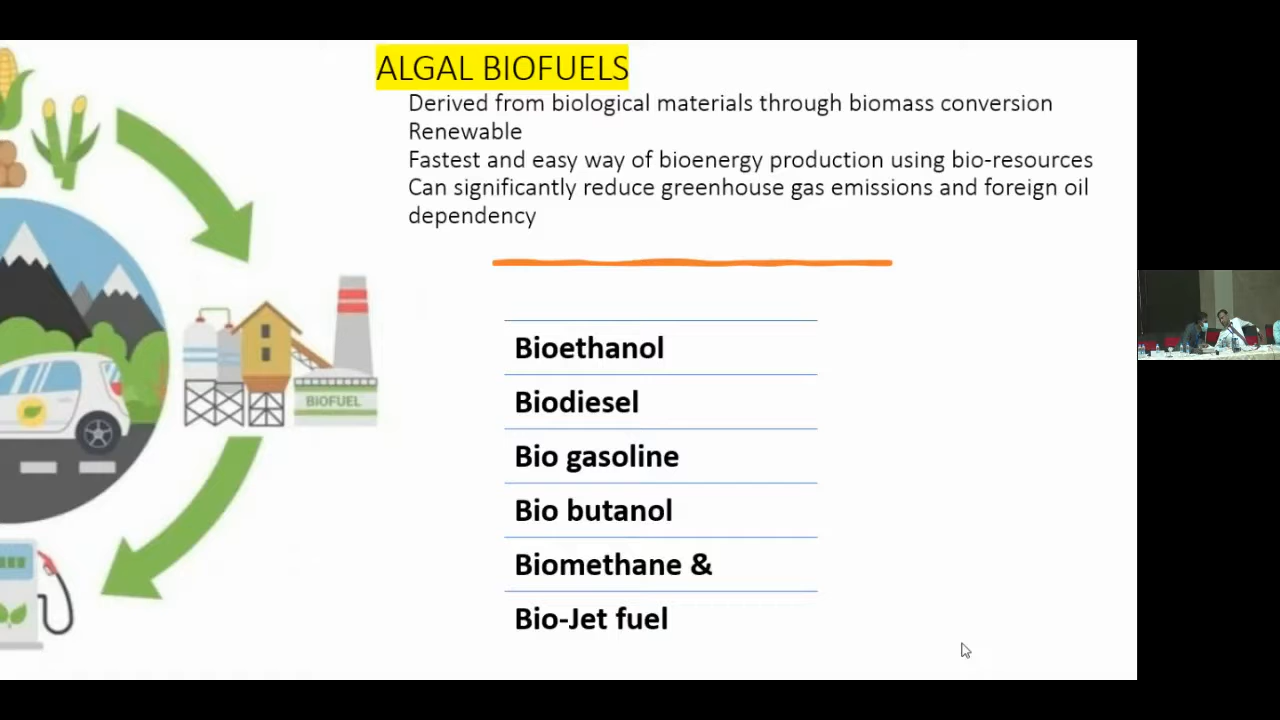 ALGAL BIOFUELS
Derived from biological materials through biomass conversion
Renewable
Fastest and easy way of bioenergy production using bio-resources
Can significantly reduce greenhouse gas emissions and foreign oil
dependency
BIOFUEL
Bioethanol
Biodiesel
Bio gasoline
Bio butanol
Biomethane &
Bio-Jet fuel